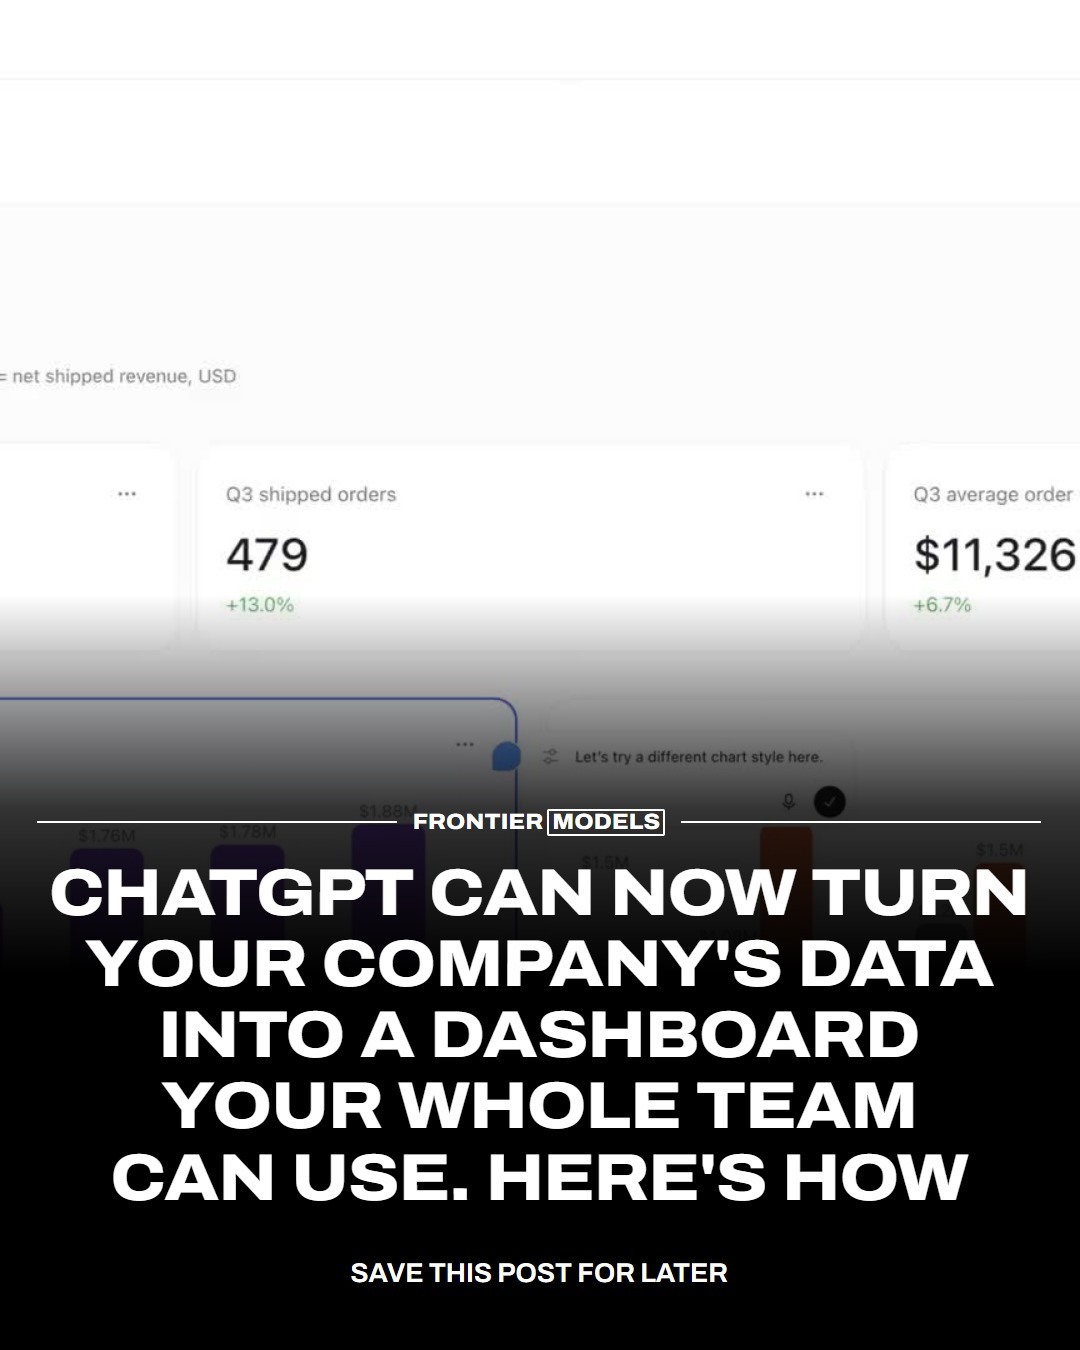 = net shipped revenue, USD
Q3 shipped orders
Q3 average order
479
$11,326
+13.0%
+6.7%
Let's try a different chart style here.
$1.88M
$1.76M
$1.78M
FRONTIER MODELS
$1.5M
$1.5M
CHATGPT CAN NOW TURN
YOUR COMPANY'S DATA
INTO A DASHBOARD
YOUR WHOLE TEAM
CAN USE. HERE'S HOW
SAVE THIS POST FOR LATER